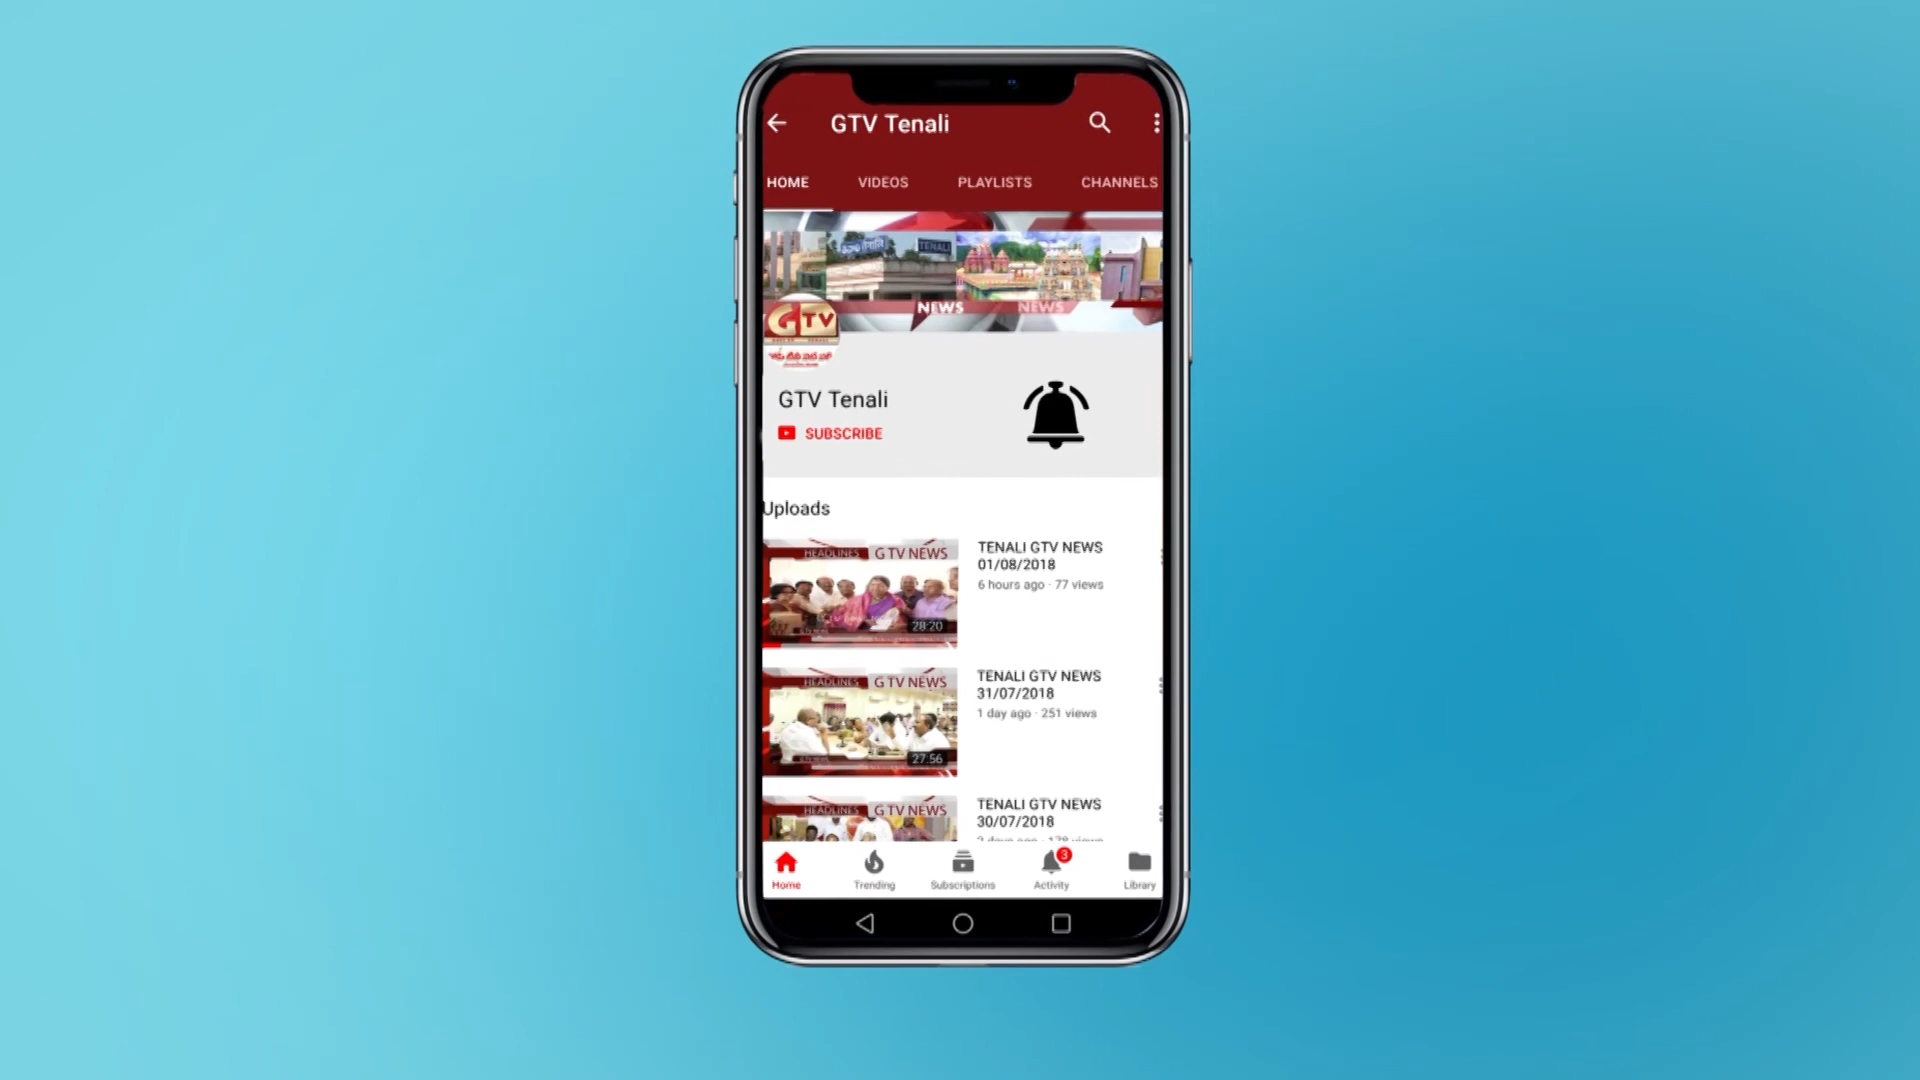 GTV Tenali
HOME VIDEOS PLAYLISTS CHANNELS
TENALI
NEWS NEWS
GTV
GTV Tenali
SUBSCRIBE
Uploads
HEADLINES G TV NEWS
28:20
TENALI GTV NEWS
01/08/2018
6 hours ago · 77 views
HEADLINES G TV NEWS
27:56
TENALI GTV NEWS
31/07/2018
1 day ago · 251 views
HEADLINES G TV NEWS
TENALI GTV NEWS
30/07/2018
3
Home Trending Subscriptions Activity Library